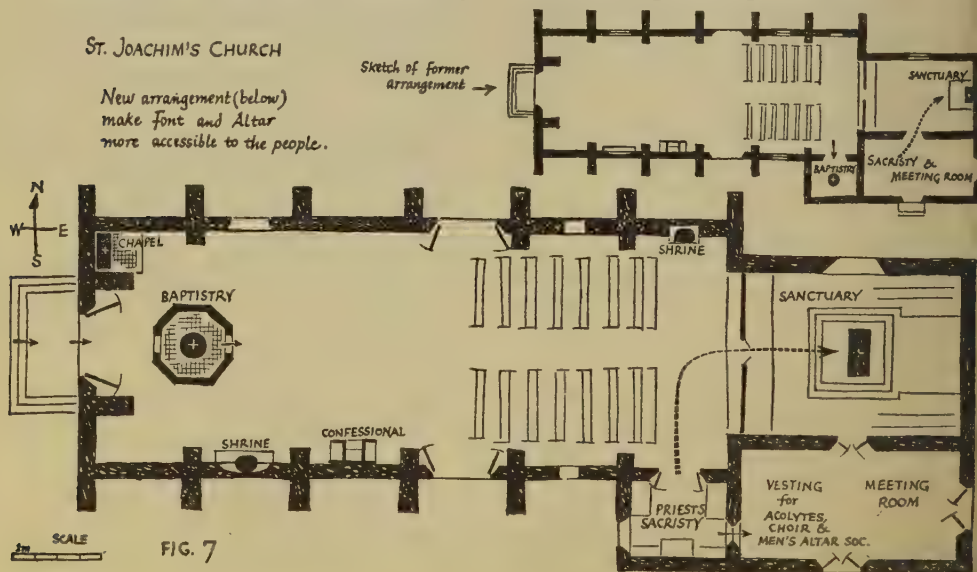 ST. JOACHIM'S CHURCH
New arrangement (below)
make Font and Altar
more accessible to the people.
Sketch of former
arrangement
SANCTUARY
BAPTISTRY
SACRISTY &
MEETING ROOM
N
W E
S
CHAPEL
BAPTISTRY
SHRINE
SANCTUARY
SHRINE
CONFESSIONAL
PRIESTS
SACRISTY
VESTING
for
ACOLYTES,
CHOIR &
MEN'S ALTAR SOC.
MEETING
ROOM
SCALE
FIG. 7